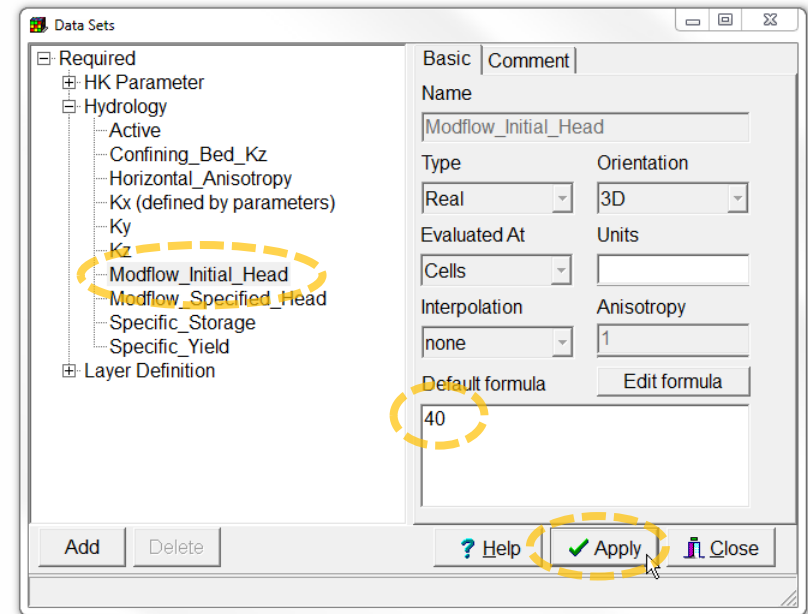 Data Sets
Required
HK Parameter
Hydrology
Active
Confining_Bed_Kz
Horizontal_Anisotropy
Kx (defined by parameters)
Ky
Kz
Modflow_Initial_Head
Modflow_Specified_Head
Specific_Storage
Specific_Yield
Layer Definition
Basic Comment
Name
Modflow_Initial_Head
Type Orientation
Real 3D
Evaluated At Units
Cells
Interpolation Anisotropy
none 1
Default formula Edit formula
40
Add Delete ? Help Apply Close